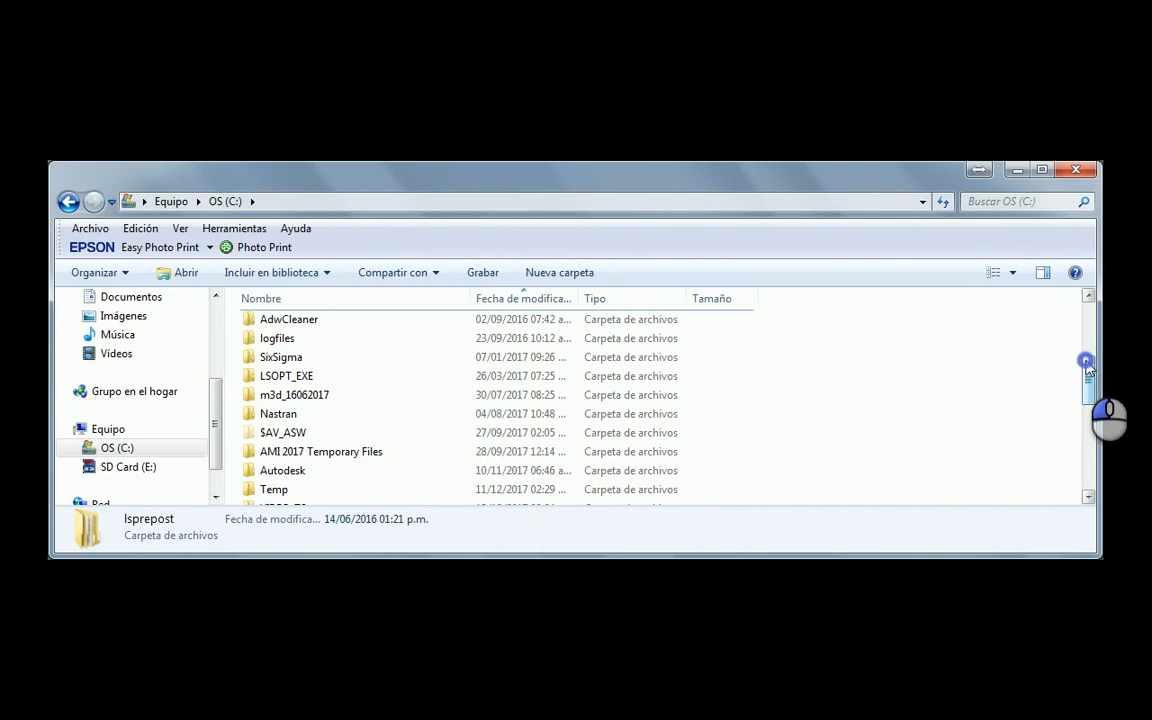 Equipo OS (C:) Buscar OS (C:)
Archivo Edición Ver Herramientas Ayuda
EPSON Easy Photo Print Photo Print
Organizar Abrir Incluir en biblioteca Compartir con Grabar Nueva carpeta
Documentos
Imágenes
Música
Vídeos
Grupo en el hogar
Equipo
OS (C:)
SD Card (E:)
Red
Nombre Fecha de modifica... Tipo Tamaño
AdwCleaner 02/09/2016 07:42 a... Carpeta de archivos
logfiles 23/09/2016 10:12 a... Carpeta de archivos
SixSigma 07/01/2017 09:26 ... Carpeta de archivos
LSOPT_EXE 26/03/2017 07:25 ... Carpeta de archivos
m3d_16062017 30/07/2017 08:25 ... Carpeta de archivos
Nastran 04/08/2017 10:48 ... Carpeta de archivos
$AV_ASW 27/09/2017 02:05 ... Carpeta de archivos
AMI 2017 Temporary Files 28/09/2017 12:14 ... Carpeta de archivos
Autodesk 10/11/2017 06:46 a... Carpeta de archivos
Temp 11/12/2017 02:29 ... Carpeta de archivos
lsprepost Fecha de modifica... 14/06/2016 01:21 p.m.
Carpeta de archivos